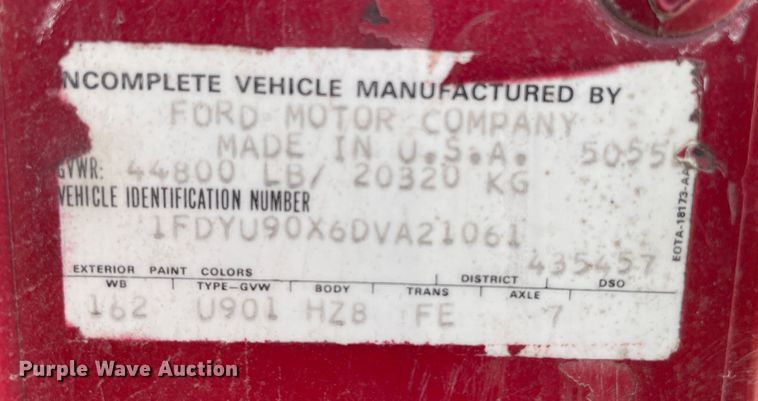 NCOMPLETE VEHICLE MANUFACTURED BY
FORD MOTOR COMPANY
MADE IN U.S.A. 5055
GVWR: 44800 LB/ 20320 KG
VEHICLE IDENTIFICATION NUMBER
1FDYU90X6DVA21061
435457
EXTERIOR PAINT COLORS DISTRICT DSO
WB TYPE-GVW BODY TRANS AXLE
162 U901 HZ8 FE 7
EOTA-18173-AA
Purple Wave Auction